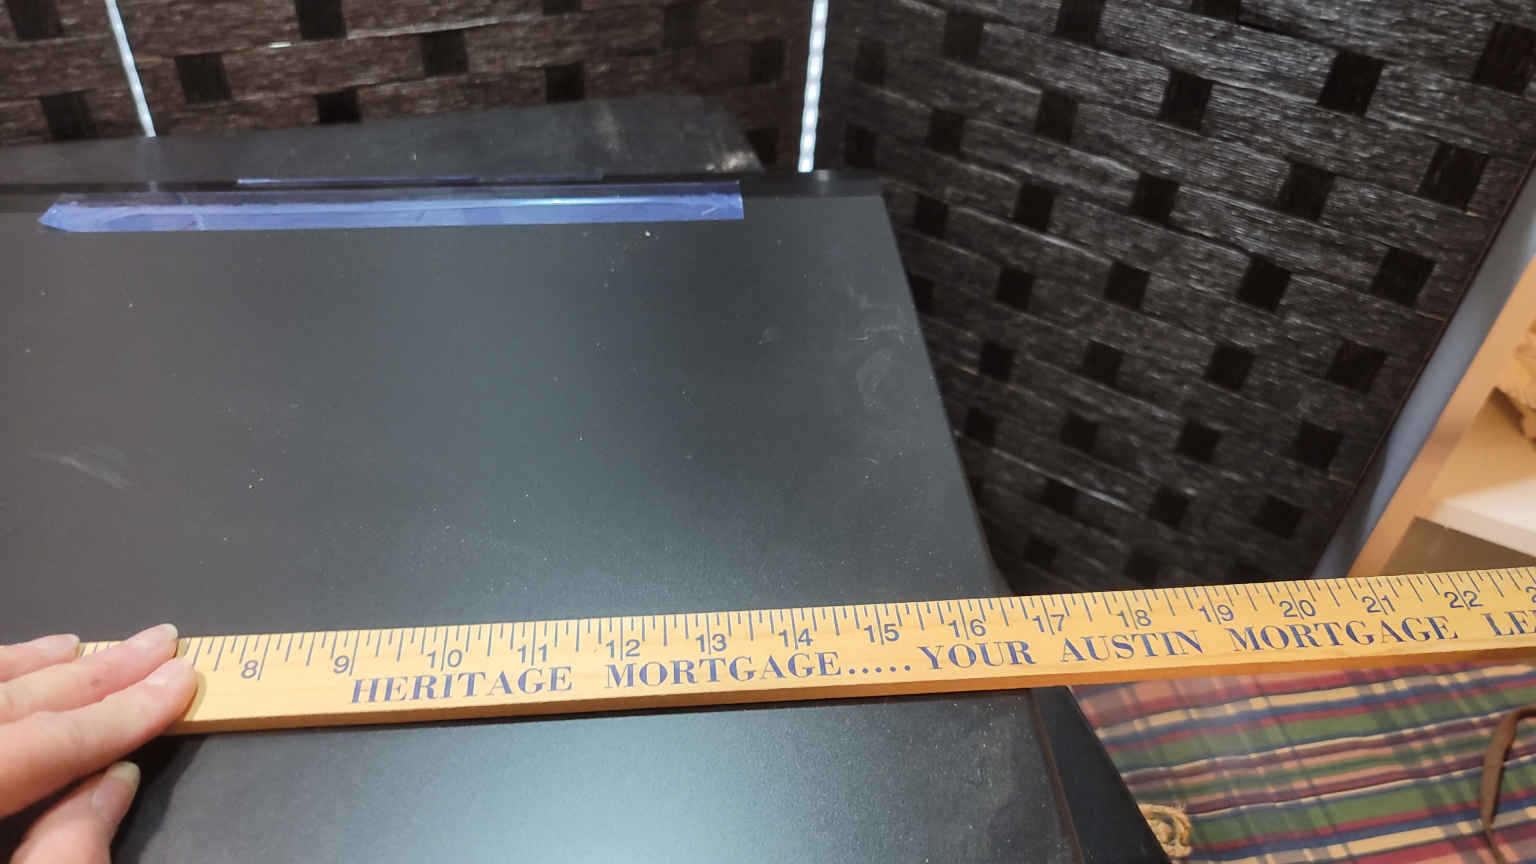 8 9 10 11 12 13 14 15 16 17 18 19 20 21 22
HERITAGE MORTGAGE.....YOUR AUSTIN MORTGAGE